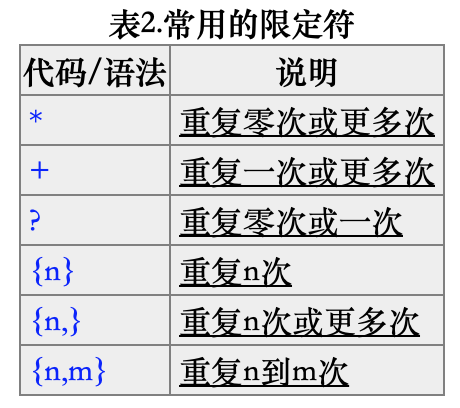 表2.常用的限定符
代码/语法 说明
* 重复零次或更多次
+ 重复一次或更多次
? 重复零次或一次
{n} 重复n次
{n,} 重复n次或更多次
{n,m} 重复n到m次